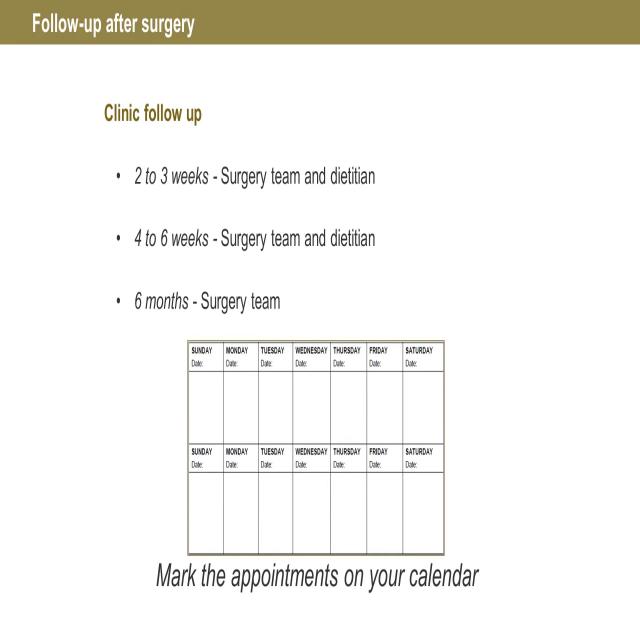 Follow-up after surgery
Clinic follow up
• 2 to 3 weeks - Surgery team and dietitian
• 4 to 6 weeks - Surgery team and dietitian
• 6 months - Surgery team
SUNDAY MONDAY TUESDAY WEDNESDAY THURSDAY FRIDAY SATURDAY
Date: Date: Date: Date: Date: Date: Date:
SUNDAY MONDAY TUESDAY WEDNESDAY THURSDAY FRIDAY SATURDAY
Date: Date: Date: Date: Date: Date: Date:
Mark the appointments on your calendar